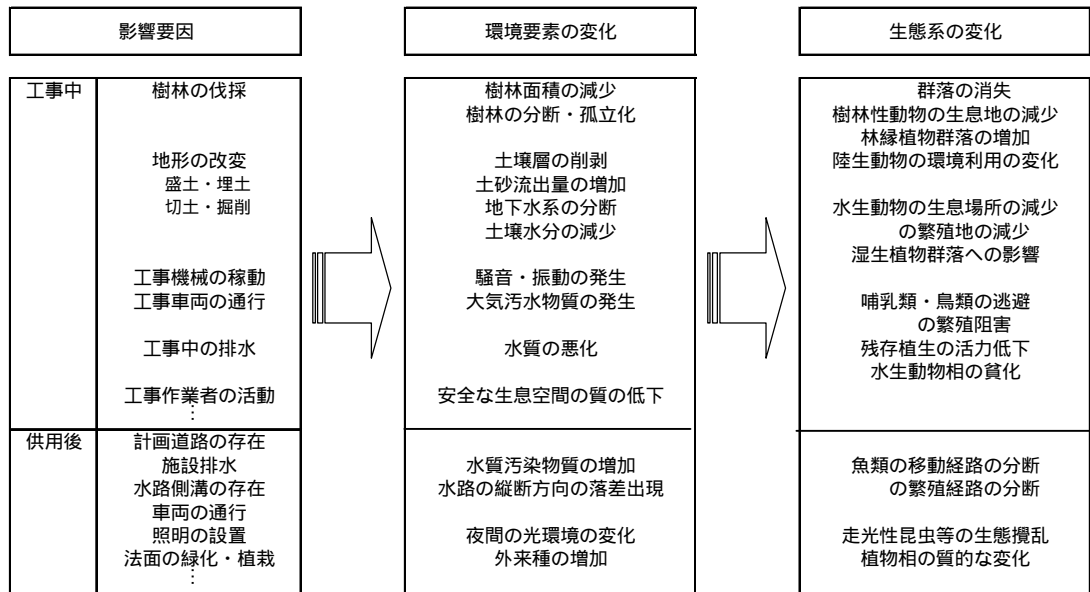 影響要因
環境要素の変化
生態系の変化
工事中
樹林の伐採
地形の改変
盛土・埋土
切土・掘削
工事機械の稼動
工事車両の通行
工事中の排水
工事作業者の活動
…
樹林面積の減少
樹林の分断・孤立化
土壌層の削剥
土砂流出量の増加
地下水系の分断
土壌水分の減少
騒音・振動の発生
大気汚水物質の発生
水質の悪化
安全な生息空間の質の低下
群落の消失
樹林性動物の生息地の減少
林縁植物群落の増加
陸生動物の環境利用の変化
水生動物の生息場所の減少
の繁殖地の減少
湿生植物群落への影響
哺乳類・鳥類の逃避
の繁殖阻害
残存植生の活力低下
水生動物相の貧化
供用後
計画道路の存在
施設排水
水路側溝の存在
車両の通行
照明の設置
法面の緑化・植栽
…
水質汚染物質の増加
水路の縦断方向の落差出現
夜間の光環境の変化
外来種の増加
魚類の移動経路の分断
の繁殖経路の分断
走光性昆虫等の生態攪乱
植物相の質的な変化